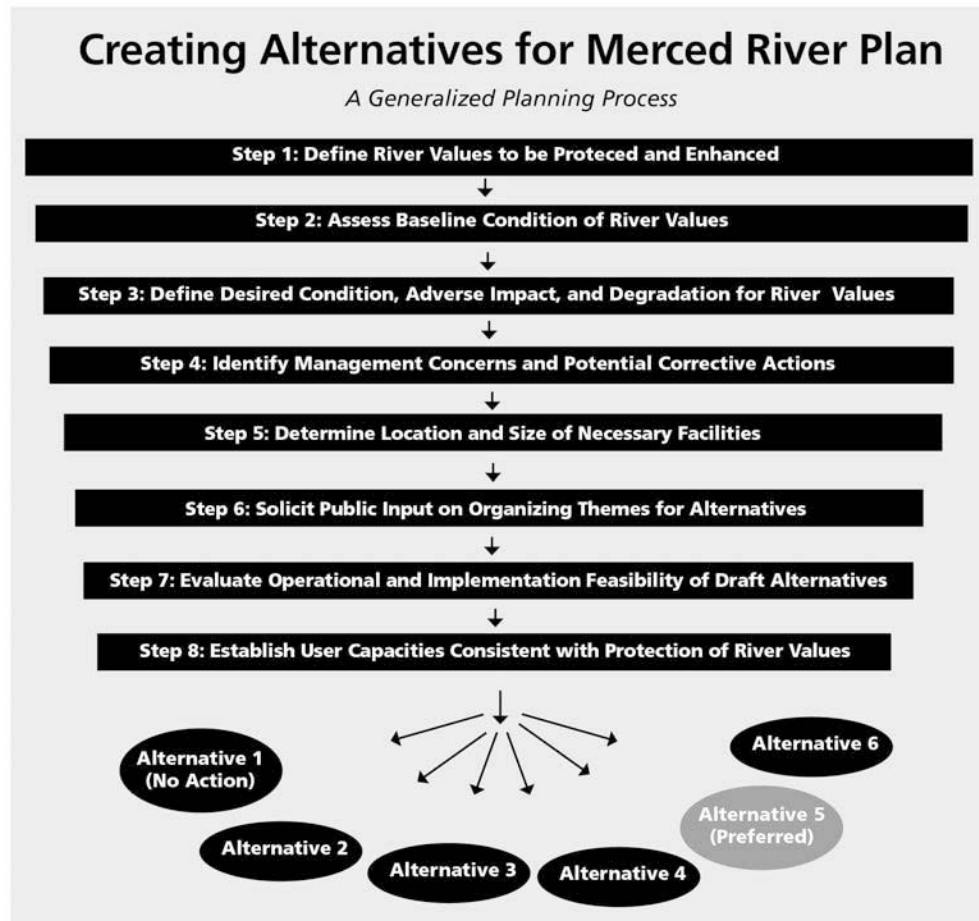 Creating Alternatives for Merced River Plan
A Generalized Planning Process
Step 1: Define River Values to be Proteced and Enhanced
Step 2: Assess Baseline Condition of River Values
Step 3: Define Desired Condition, Adverse Impact, and Degradation for River Values
Step 4: Identify Management Concerns and Potential Corrective Actions
Step 5: Determine Location and Size of Necessary Facilities
Step 6: Solicit Public Input on Organizing Themes for Alternatives
Step 7: Evaluate Operational and Implementation Feasibility of Draft Alternatives
Step 8: Establish User Capacities Consistent with Protection of River Values
Alternative 1
(No Action)
Alternative 2
Alternative 3
Alternative 4
Alternative 5
(Preferred)
Alternative 6